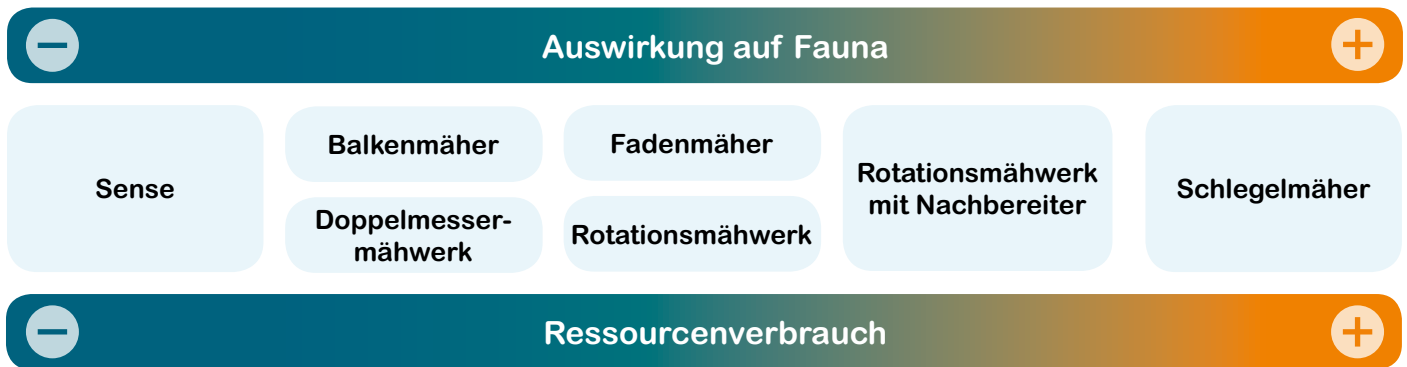 Auswirkung auf Fauna
Sense
Balkenmäher
Doppelmesser-
mähwerk
Fadenmäher
Rotationsmähwerk
Rotationsmähwerk
mit Nachbereiter
Schlegelmäher
Ressourcenverbrauch